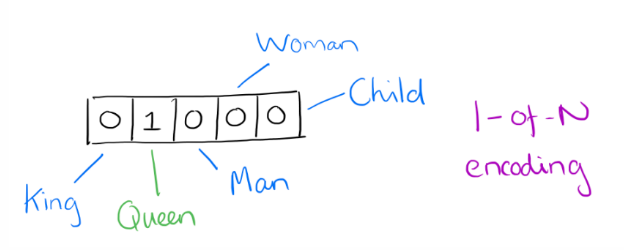 Woman
Child
0 1 0 0 0
1-of-N
encoding
King
Queen
Man